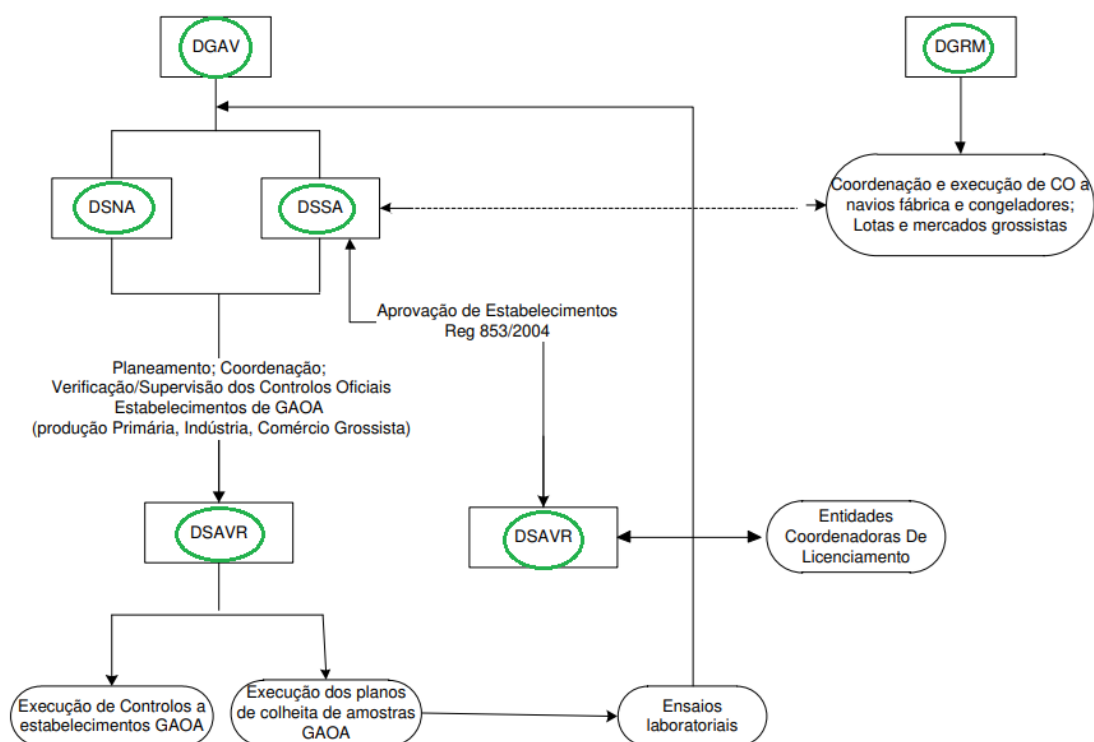 DGAV
DGRM
DSNA
DSSA
Coordenação e execução de CO a
navios fábrica e congeladores;
Lotas e mercados grossistas
Aprovação de Estabelecimentos
Reg 853/2004
Planeamento; Coordenação;
Verificação/Supervisão dos Controlos Oficiais
Estabelecimentos de GAOA
(produção Primária, Indústria, Comércio Grossista)
DSAVR
DSAVR
Entidades
Coordenadoras De
Licenciamento
Execução de Controlos a
estabelecimentos GAOA
Execução dos planos
de colheita de amostras
GAOA
Ensaios
laboratoriais